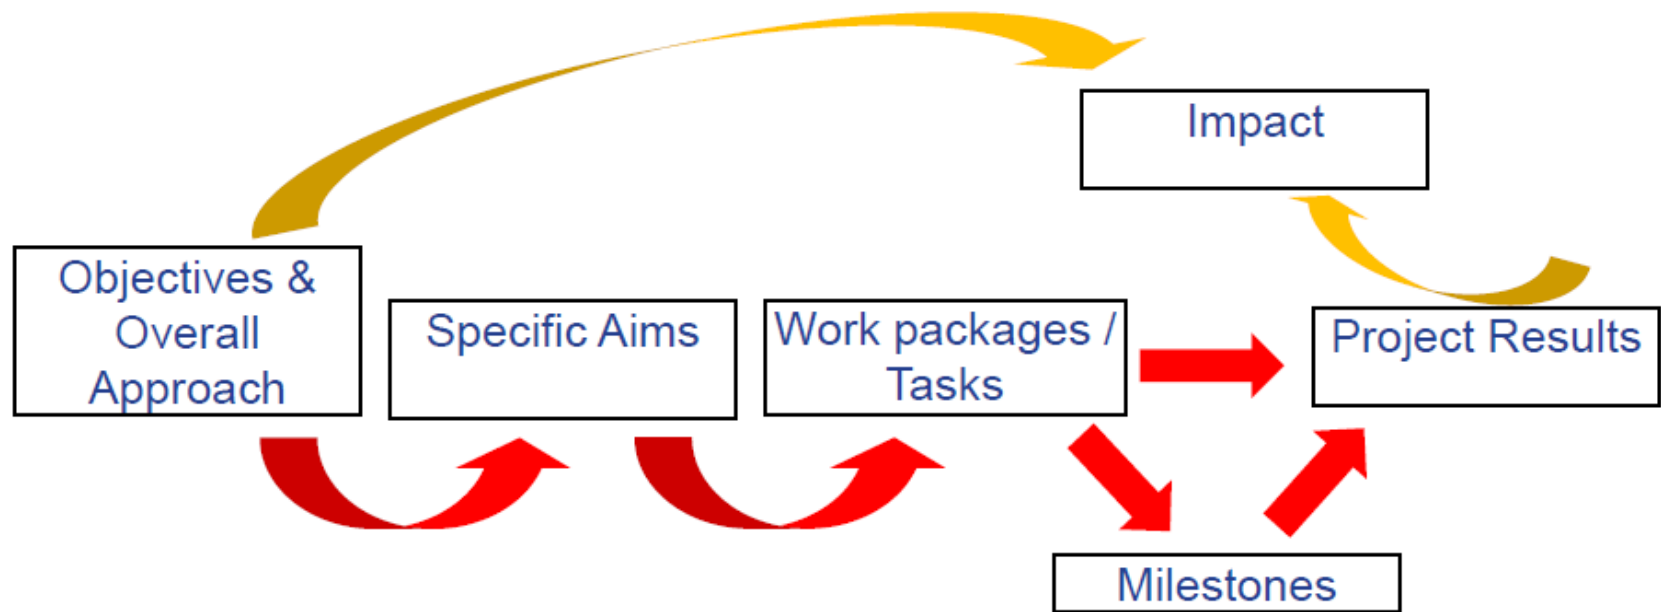 Impact
Objectives &
Overall
Approach
Specific Aims
Work packages /
Tasks
Project Results
Milestones